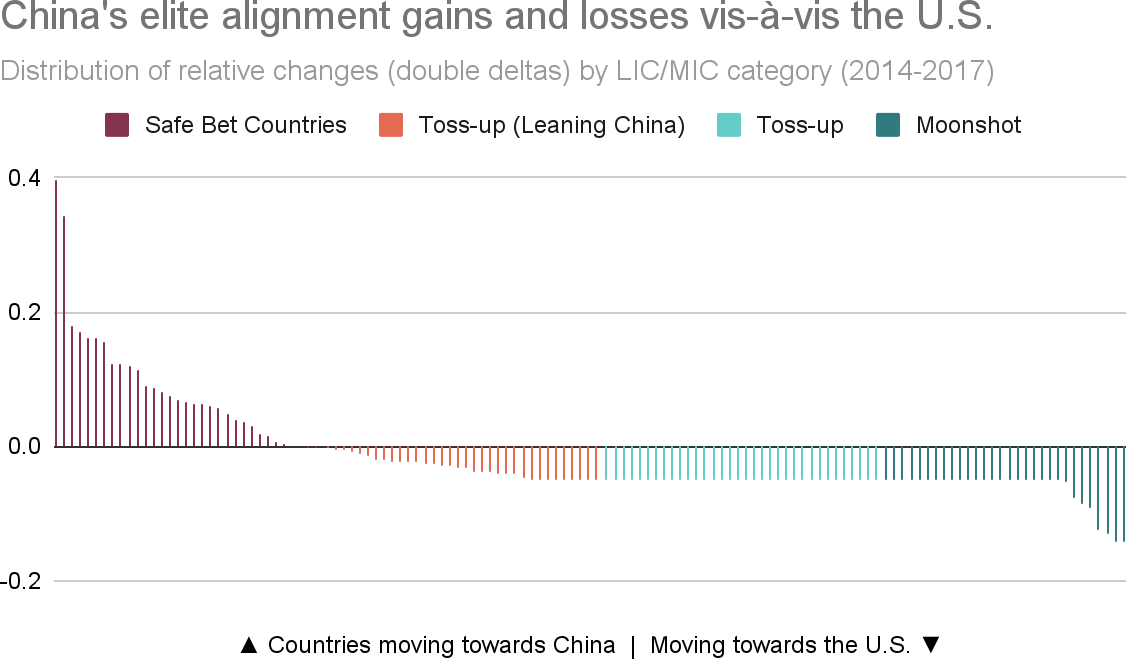 China's elite alignment gains and losses vis-à-vis the U.S.
Distribution of relative changes (double deltas) by LIC/MIC category (2014-2017)
Safe Bet Countries Toss-up (Leaning China) Toss-up Moonshot
0.4
0.2
0.0
-0.2
▲ Countries moving towards China | Moving towards the U.S. ▼